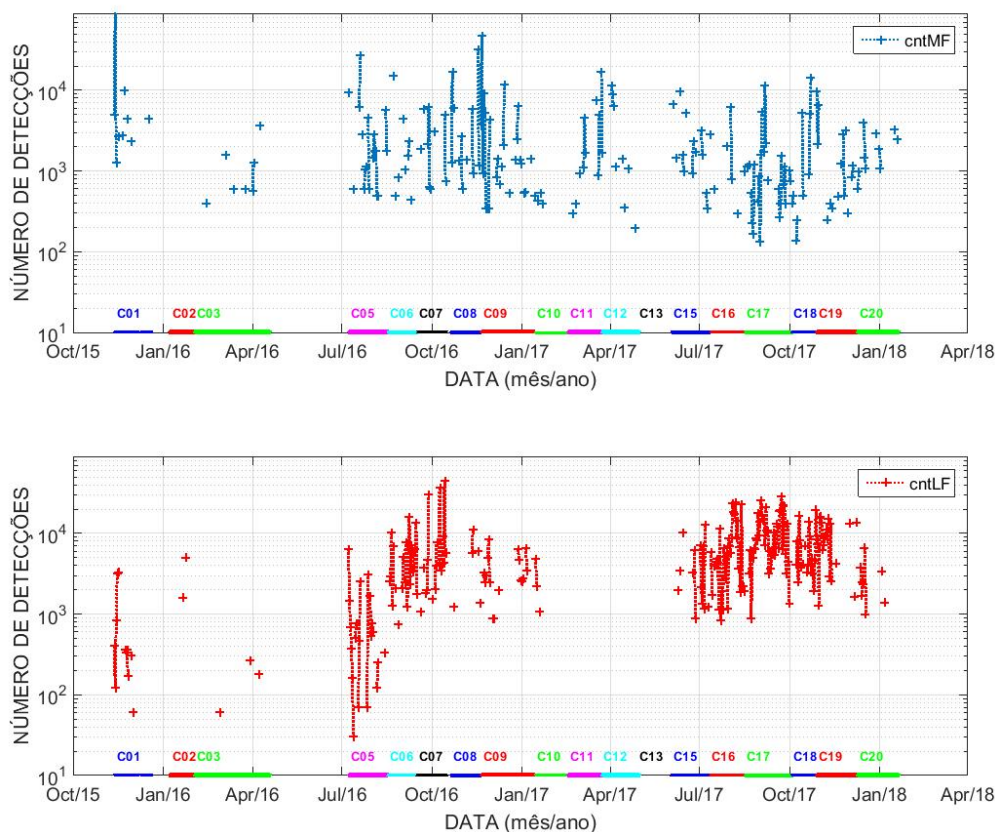 cntMF
NÚMERO DE DETECÇÕES
10^4
10^3
10^2
10^1
C01 C02 C03 C05 C06 C07 C08 C09 C10 C11 C12 C13 C15 C16 C17 C18 C19 C20
Oct/15 Jan/16 Apr/16 Jul/16 Oct/16 Jan/17 Apr/17 Jul/17 Oct/17 Jan/18 Apr/18
DATA (mês/ano)
cntLF
NÚMERO DE DETECÇÕES
10^4
10^3
10^2
10^1
C01 C02 C03 C05 C06 C07 C08 C09 C10 C11 C12 C13 C15 C16 C17 C18 C19 C20
Oct/15 Jan/16 Apr/16 Jul/16 Oct/16 Jan/17 Apr/17 Jul/17 Oct/17 Jan/18 Apr/18
DATA (mês/ano)